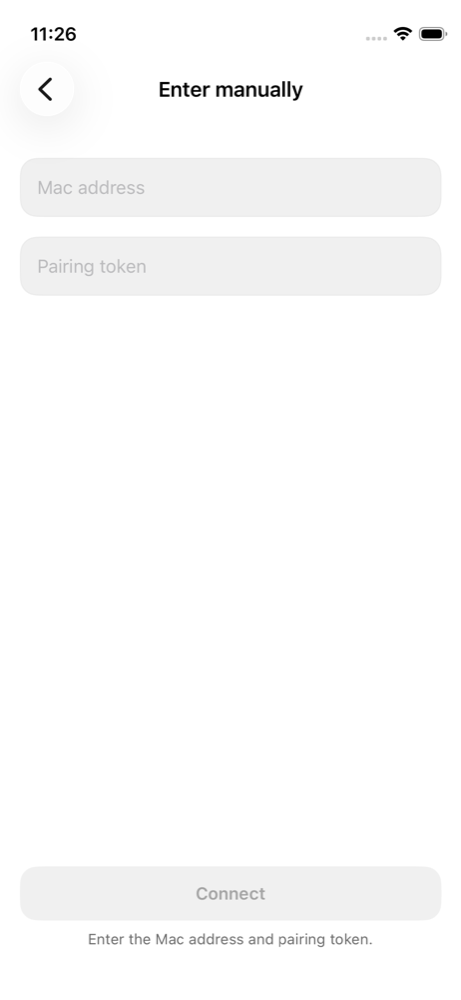 11:26
Enter manually
Mac address
Pairing token
Connect
Enter the Mac address and pairing token.